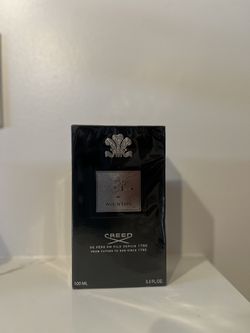 AVENTUS
CREED
DE PÈRE EN FILS DEPUIS 1760
FROM FATHER TO SON SINCE 1760
100 ML 3.3 FL.OZ